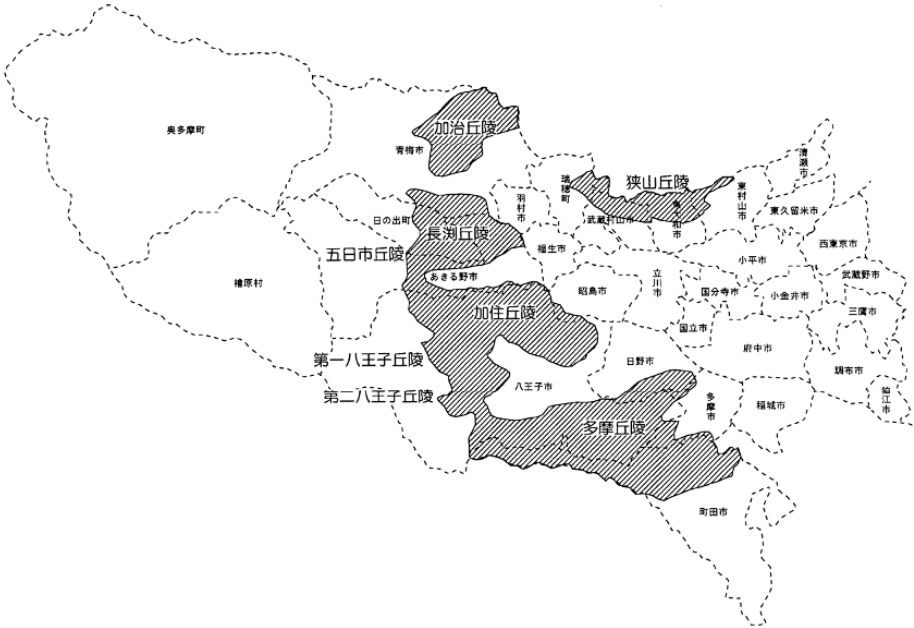 加治丘陵
奥多摩町
青梅市
清瀬市
狭山丘陵
瑞穂町
東村山市
羽村市
日の出町
東久留米市
武蔵村山市
東大和市
長渕丘陵
西東京市
五日市丘陵
福生市
小平市
あきる野市
立川市
武蔵野市
檜原村
昭島市
国分寺市
小金井市
加住丘陵
三鷹市
国立市
府中市
第一八王子丘陵
日野市
調布市
八王子市
第二八王子丘陵
狛江市
多摩市
稲城市
多摩丘陵
町田市